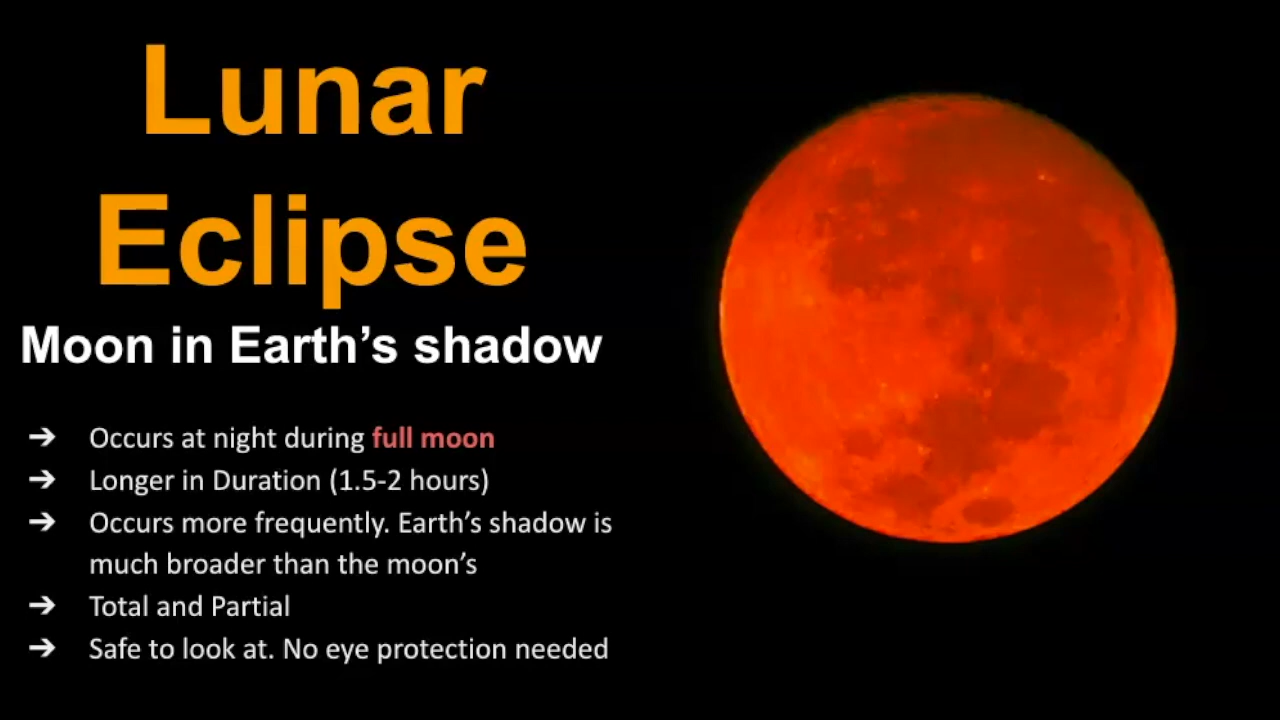 Lunar
Eclipse
Moon in Earth’s shadow
➔ Occurs at night during full moon
➔ Longer in Duration (1.5-2 hours)
➔ Occurs more frequently. Earth’s shadow is
much broader than the moon’s
➔ Total and Partial
➔ Safe to look at. No eye protection needed